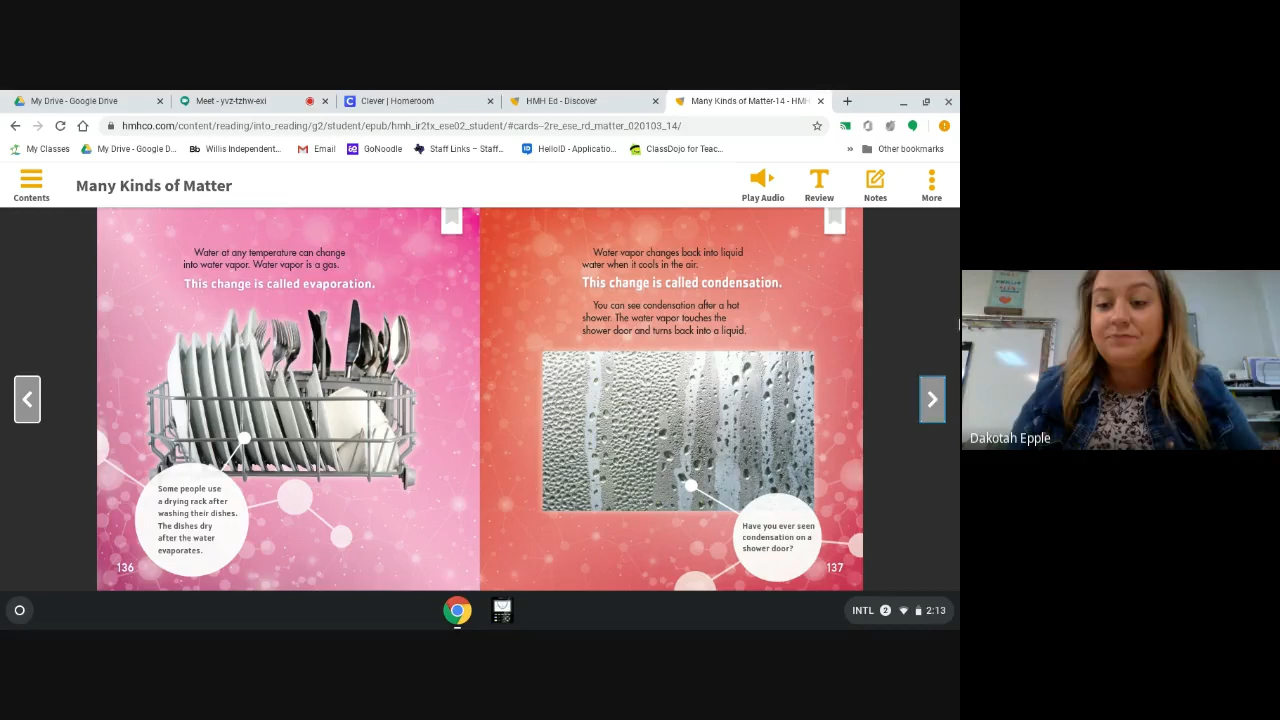 My Drive - Google Drive
Meet - yvz-tzhw-exi
Clever | Homeroom
HMH Ed - Discover
Many Kinds of Matter-14 - HMH
hmhco.com/content/reading/into_reading/g2/student/epub/hmh_ir2tx_ese02_student/#cards--2re_ese_rd_matter_020103_14/
My Classes
My Drive - Google D...
Bb Willis Independent...
Email
GoNoodle
Staff Links – Staff...
HelloID - Applicatio...
ClassDojo for Teac...
» Other bookmarks
Contents
Many Kinds of Matter
Play Audio
Review
Notes
More
Water at any temperature can change
into water vapor. Water vapor is a gas.
This change is called evaporation.
Some people use
a drying rack after
washing their dishes.
The dishes dry
after the water
evaporates.
136
Water vapor changes back into liquid
water when it cools in the air.
This change is called condensation.
You can see condensation after a hot
shower. The water vapor touches the
shower door and turns back into a liquid.
Have you ever seen
condensation on a
shower door?
137
Dakotah Epple
INTL 2 2:13